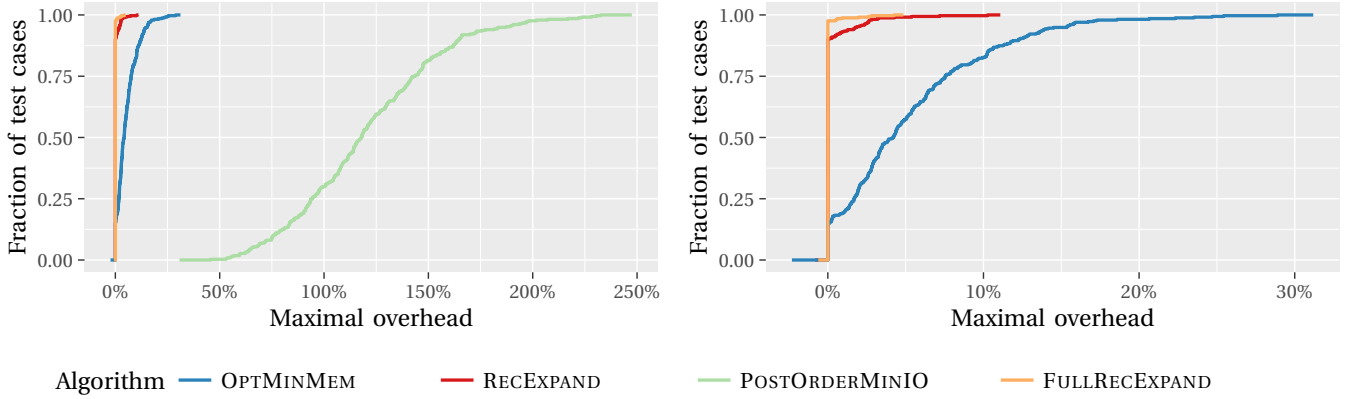 Fraction of test cases
1.00
0.75
0.50
0.25
0.00
0% 50% 100% 150% 200% 250%
Maximal overhead
Fraction of test cases
1.00
0.75
0.50
0.25
0.00
0% 10% 20% 30%
Maximal overhead
Algorithm OPTMINMEM RECEXPAND POSTORDERMINIO FULLRECEXPAND